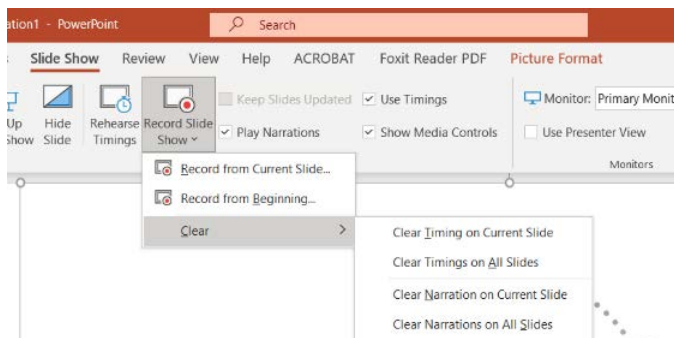 ation1 - PowerPoint Search
Slide Show Review View Help ACROBAT Foxit Reader PDF Picture Format
Up Show
Hide Slide
Rehearse Timings
Record Slide Show
Keep Slides Updated
Play Narrations
Use Timings
Show Media Controls
Monitor: Primary Monit
Use Presenter View
Monitors
Record from Current Slide...
Record from Beginning...
Clear
Clear Timing on Current Slide
Clear Timings on All Slides
Clear Narration on Current Slide
Clear Narrations on All Slides